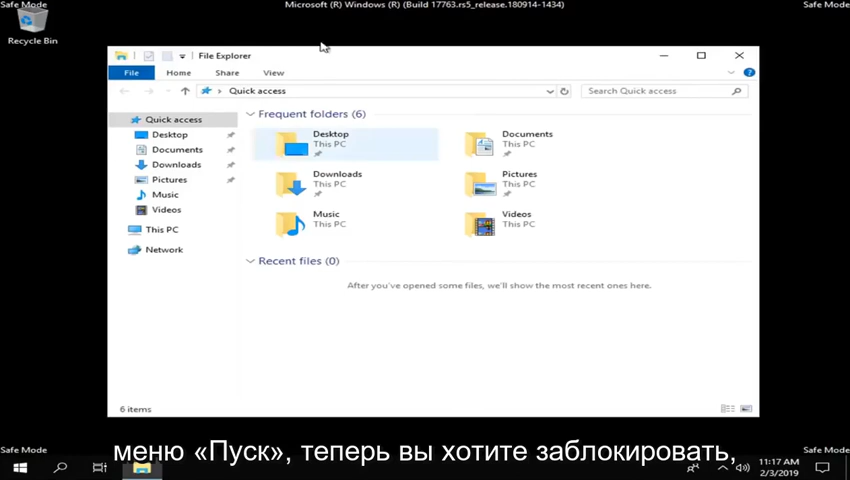 Safe Mode
Microsoft (R) Windows (R) (Build 17763.rs5_release.180914-1434)
Safe Mode
Recycle Bin
File Explorer
File
Home
Share
View
Quick access
Search Quick access
Quick access
Desktop
Documents
Downloads
Pictures
Music
Videos
This PC
Network
Frequent folders (6)
Desktop
This PC
Documents
This PC
Downloads
This PC
Pictures
This PC
Music
This PC
Videos
This PC
Recent files (0)
After you've opened some files, we'll show the most recent ones here.
6 items
меню «Пуск», теперь вы хотите заблокировать,
Safe Mode
Safe Mode
11:17 AM
2/3/2019